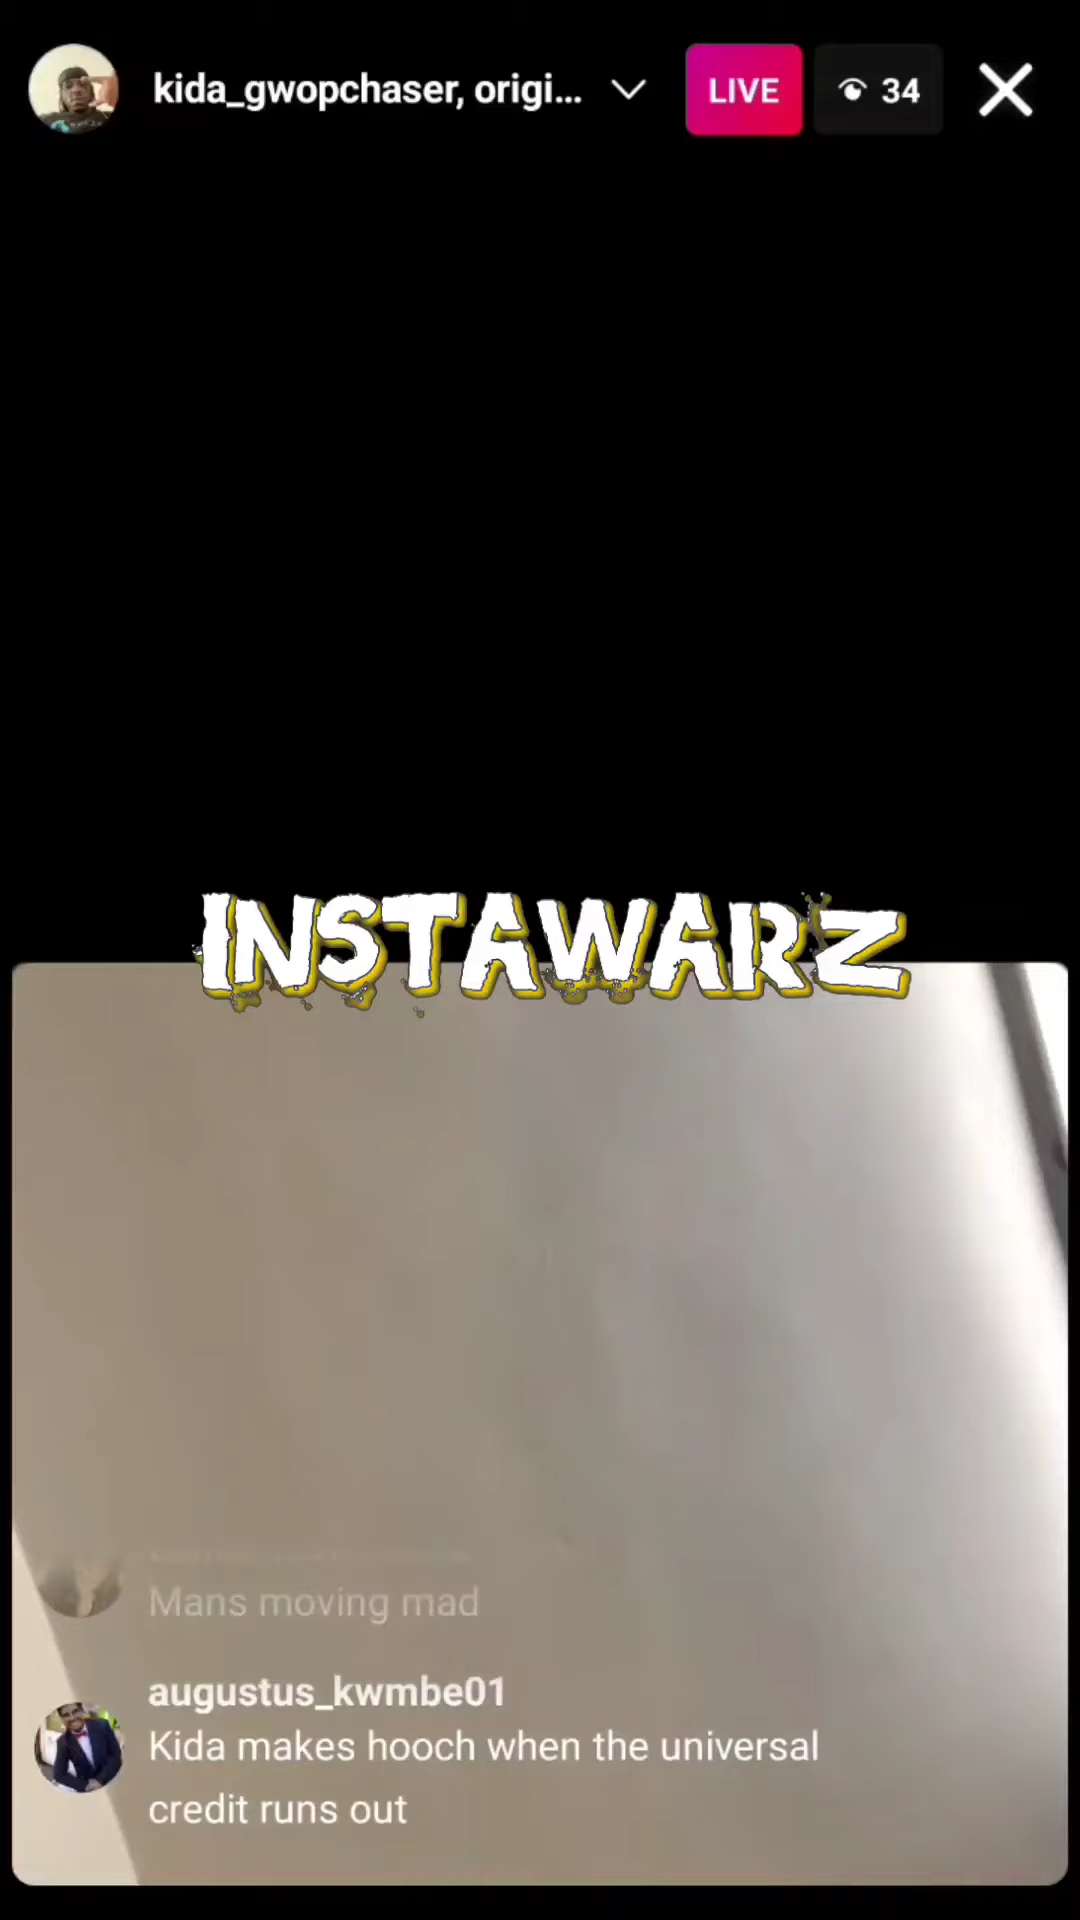 kida_gwopchaser, origi...
LIVE
34
INSTAWARZ
Mans moving mad
augustus_kwmbe01
Kida makes hooch when the universal
credit runs out